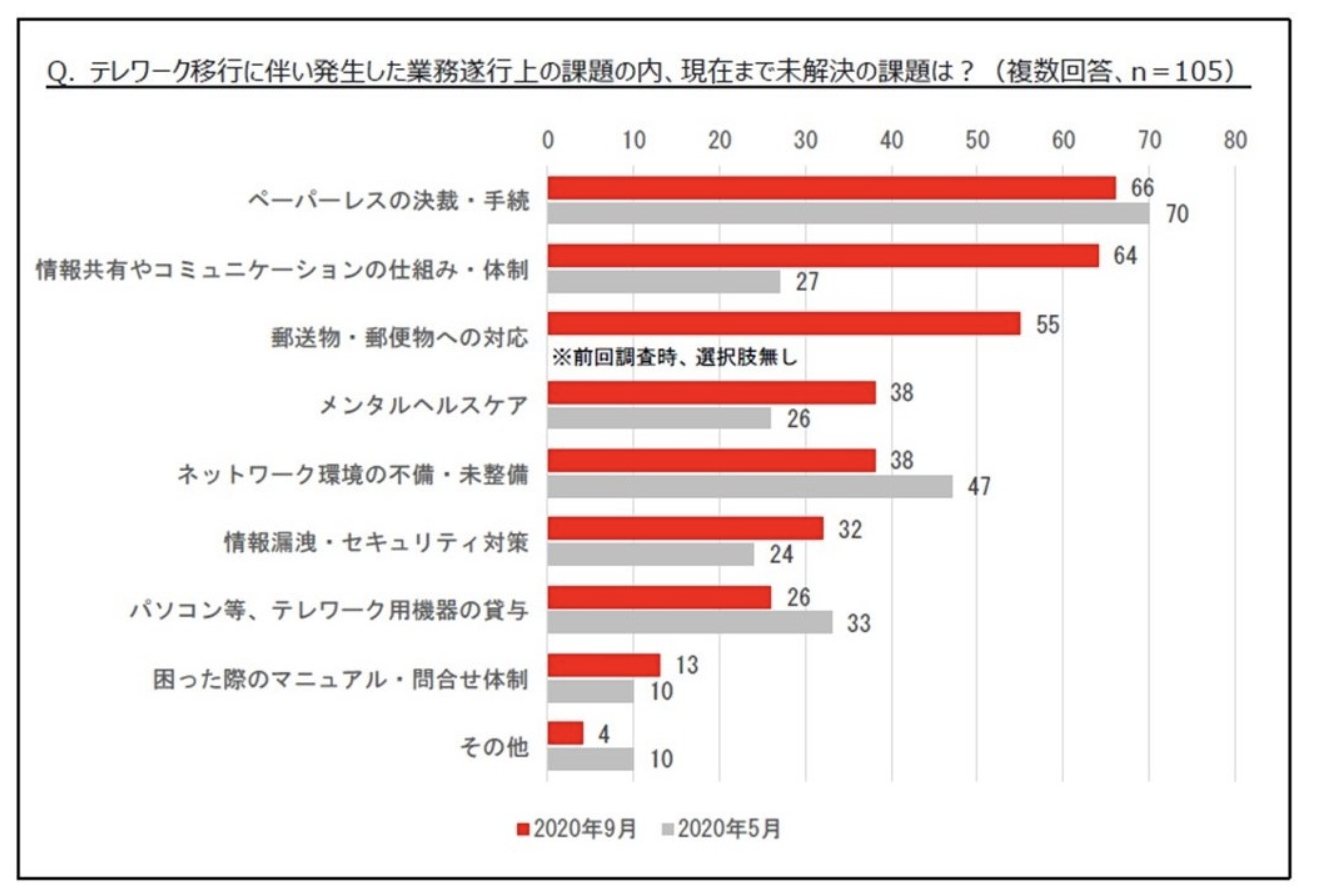 Q. テレワーク移行に伴い発生した業務遂行上の課題の内、現在まで未解決の課題は？（複数回答、n＝105）
0 10 20 30 40 50 60 70 80
ペーパーレスの決裁・手続 66
70
情報共有やコミュニケーションの仕組み・体制 64
27
郵送物・郵便物への対応 55
※前回調査時、選択肢無し
メンタルヘルスケア 38
26
ネットワーク環境の不備・未整備 38
47
情報漏洩・セキュリティ対策 32
24
パソコン等、テレワーク用機器の貸与 26
33
困った際のマニュアル・問合せ体制 13
10
その他 4
10
2020年9月 2020年5月